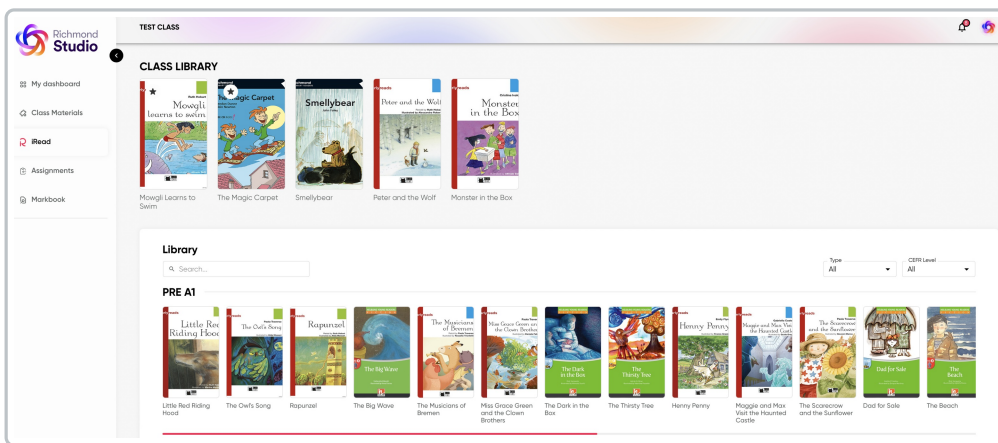 Richmond
Studio
TEST CLASS
My dashboard
Class Materials
iRead
Assignments
Markbook
CLASS LIBRARY
Mowgli
learns to swim
Magic Carpet
Smellybear
Peter and the Wolf
Monster
in the Box
Mowgli Learns to
Swim
The Magic Carpet
Smellybear
Peter and the Wolf
Monster in the Box
Library
Search...
Type
All
CEFR Level
All
PRE A1
Little Red
Riding Hood
The Owl's Song
Rapunzel
The Big Wave
The Musicians
of Bremen
Miss Grace Green and
the Clown Brothers
The Dark
in the Box
The
Thirsty Tree
Henny Penny
Maggie and Max Visit
the Haunted Castle
The Scarecrow
and the Sunflower
Dad for Sale
The
Beach
Little Red Riding
Hood
The Owl's Song
Rapunzel
The Big Wave
The Musicians of
Bremen
Miss Grace Green
and the Clown
Brothers
The Dark in the
Box
The Thirsty Tree
Henny Penny
Maggie and Max
Visit the Haunted
Castle
The Scarecrow
and the Sunflower
Dad for Sale
The Beach